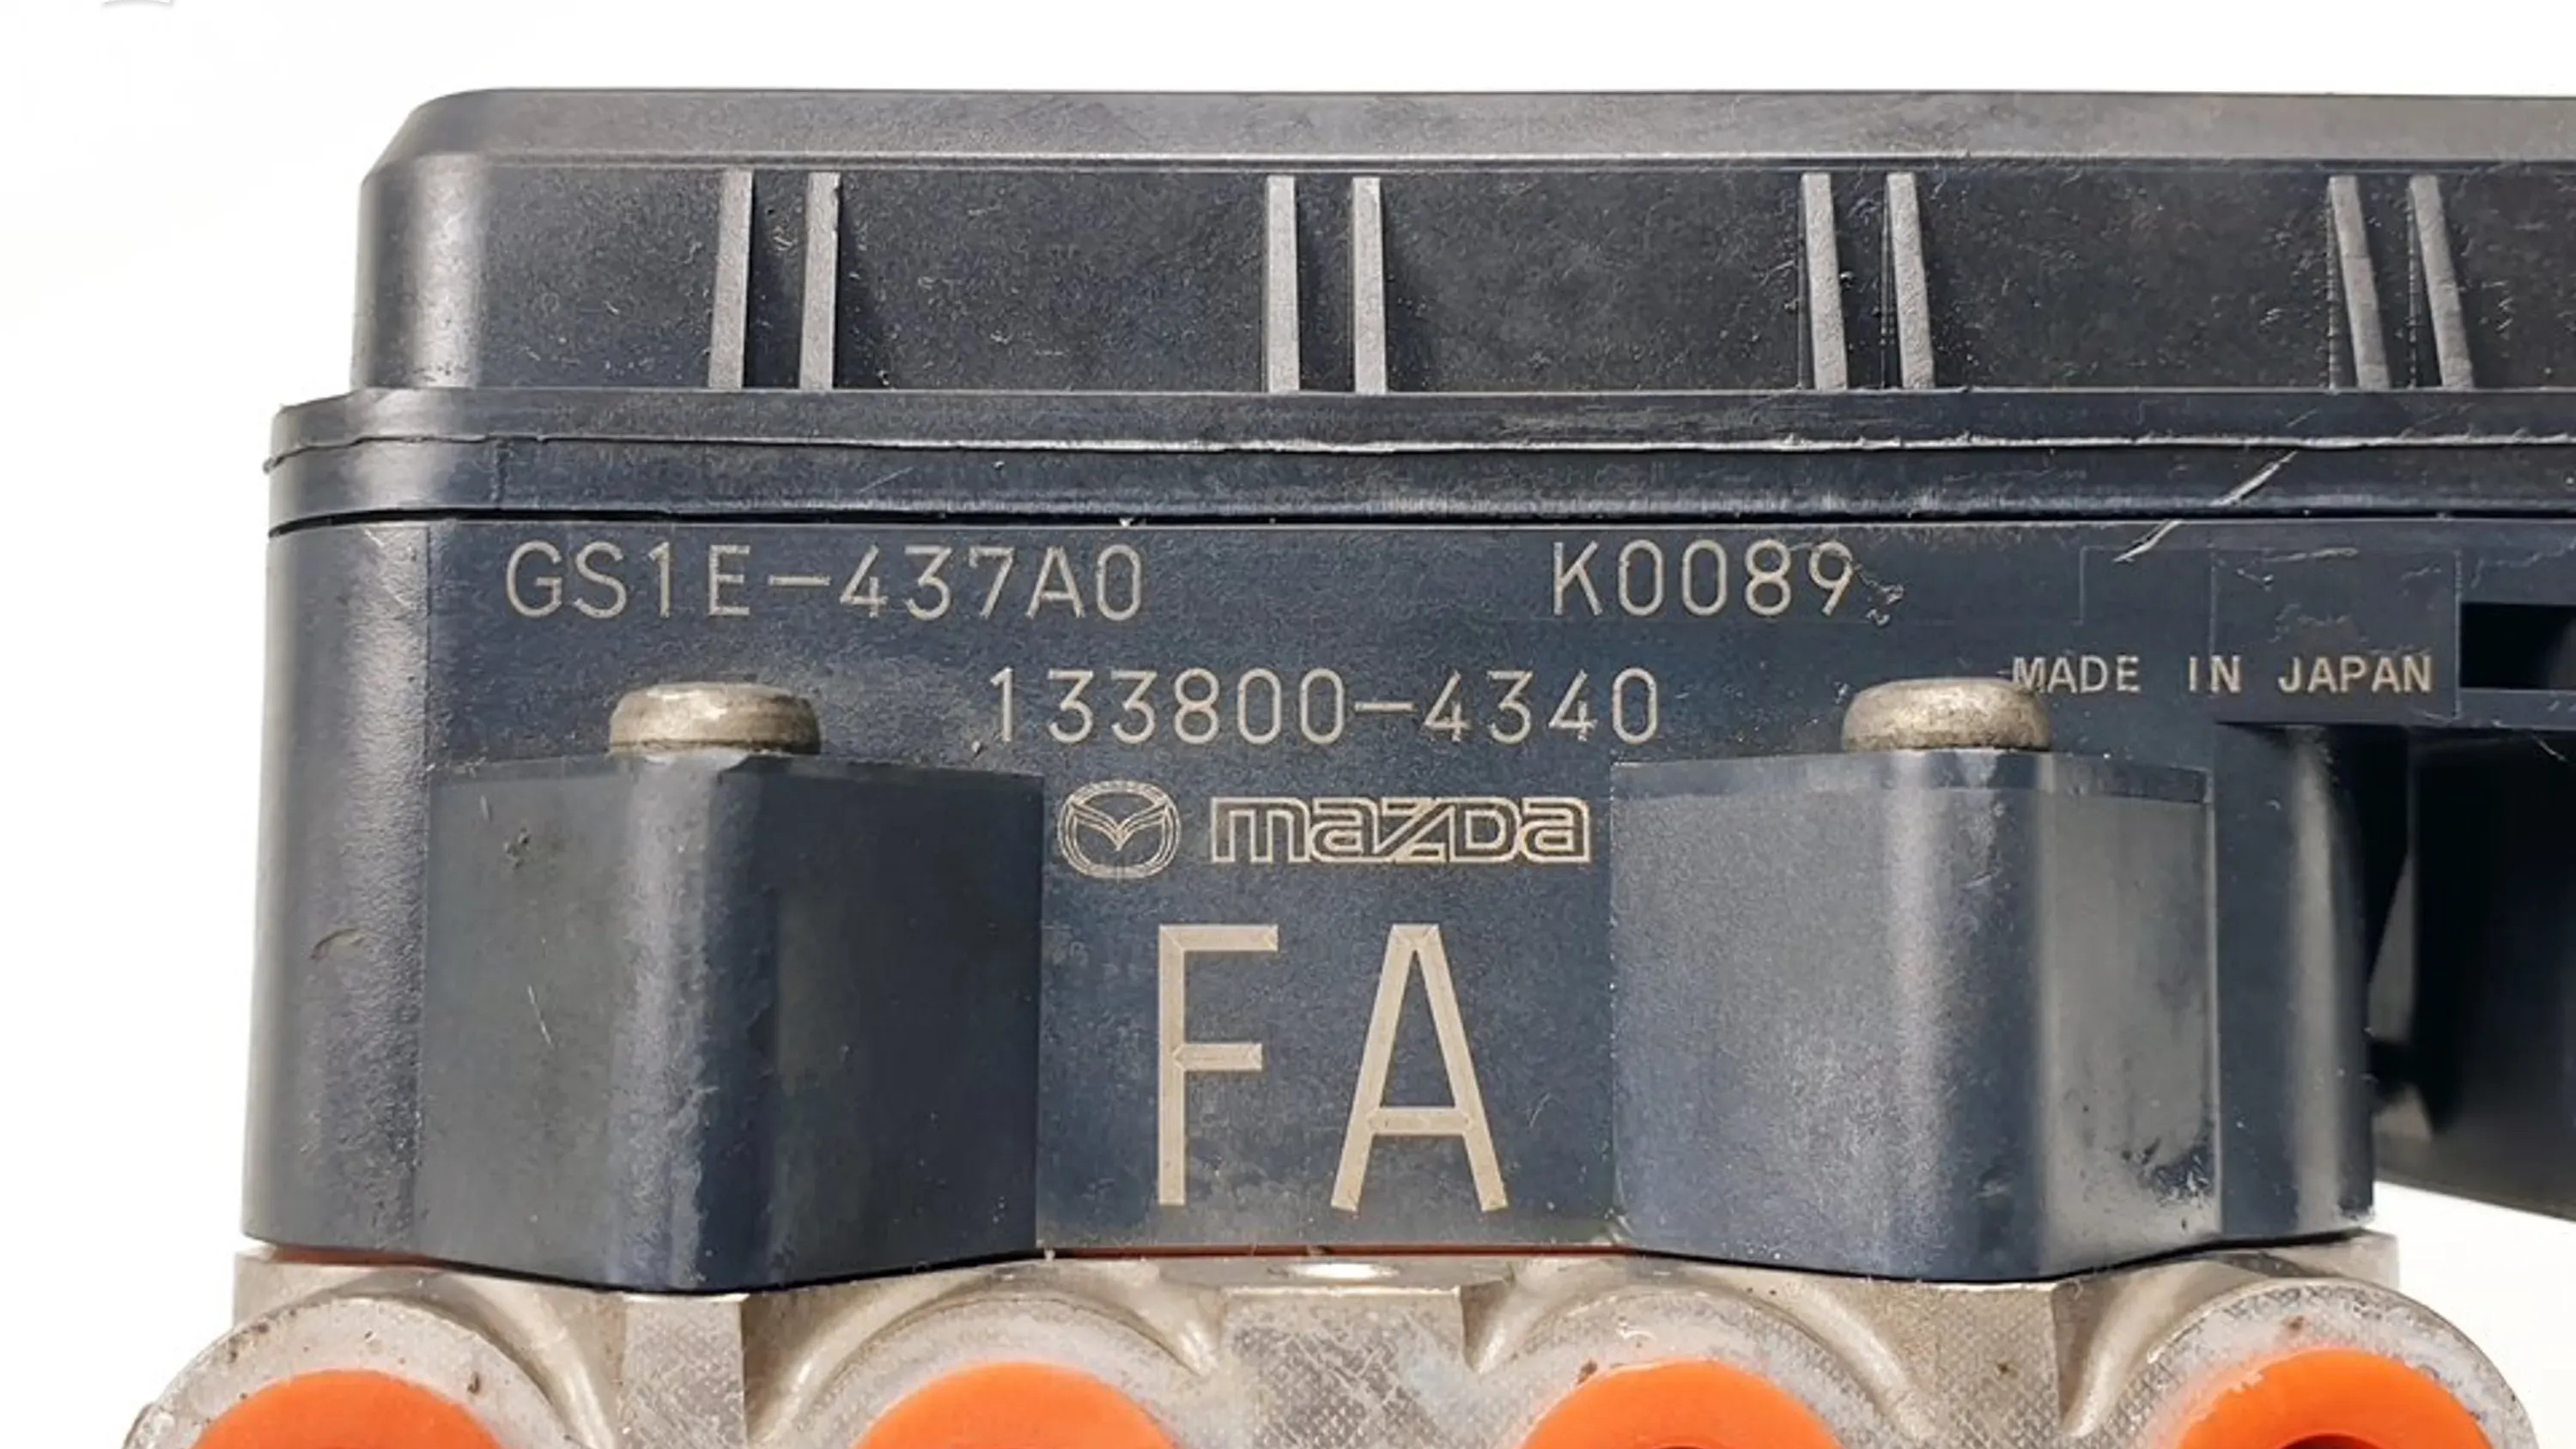 GS1E-437A0 K0089
133800-4340
MADE IN JAPAN
mazda
FA